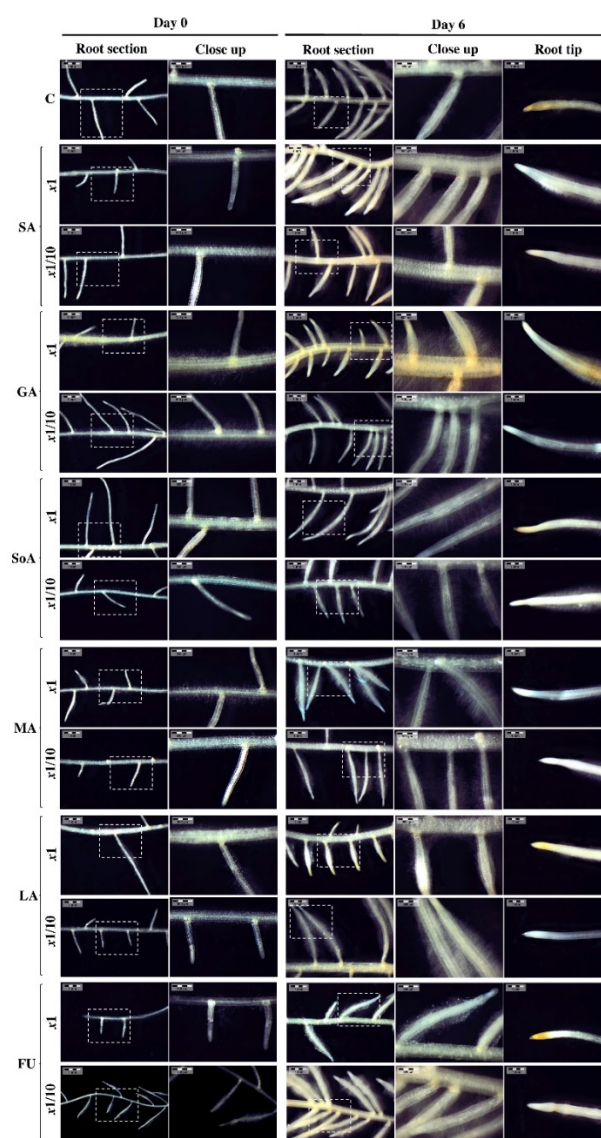 Day 0 Day 6
Root section Close up Root section Close up Root tip
C
x1
SA
x1/10
x1
GA
x1/10
x1
SoA
x1/10
x1
MA
x1/10
x1
LA
x1/10
x1
FU
x1/10